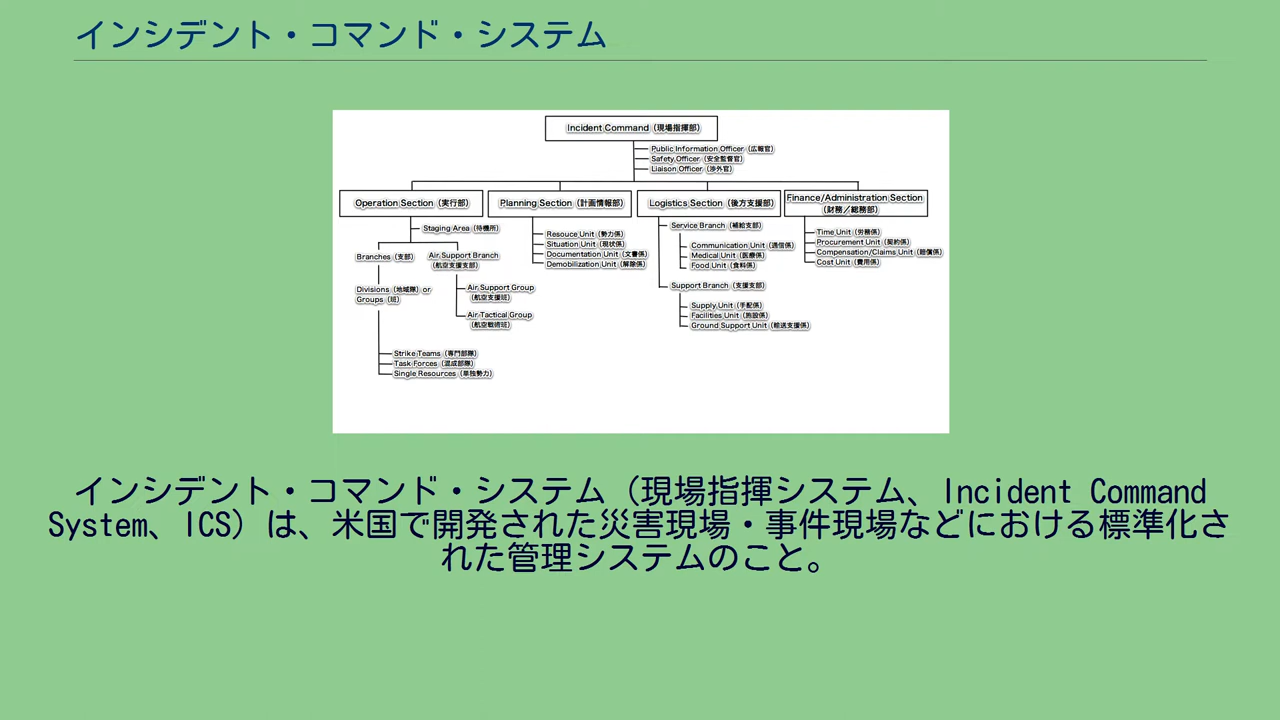 インシデント・コマンド・システム
Incident Command（現場指揮部）
Public Information Officer（広報官）
Safety Officer（安全監督官）
Liaison Officer（渉外官）
Operation Section（実行部）
Staging Area（待機所）
Branches（支部）
Air Support Branch
（航空支援支部）
Divisions（地域隊）or
Groups（班）
Air Support Group
（航空支援班）
Air Tactical Group
（航空戦術班）
Strike Teams（専門部隊）
Task Forces（混成部隊）
Single Resources（単独勢力）
Planning Section（計画情報部）
Resouce Unit（勢力係）
Situation Unit（現状係）
Documentation Unit（文書係）
Demobilization Unit（解除係）
Logistics Section（後方支援部）
Service Branch（補給支部）
Communication Unit（通信係）
Medical Unit（医療係）
Food Unit（食料係）
Support Branch（支援支部）
Supply Unit（手配係）
Facilities Unit（施設係）
Ground Support Unit（輸送支援係）
Finance/Administration Section
（財務／総務部）
Time Unit（労務係）
Procurement Unit（契約係）
Compensation/Claims Unit（賠償係）
Cost Unit（費用係）
インシデント・コマンド・システム（現場指揮システム、Incident Command
System、ICS）は、米国で開発された災害現場・事件現場などにおける標準化さ
れた管理システムのこと。